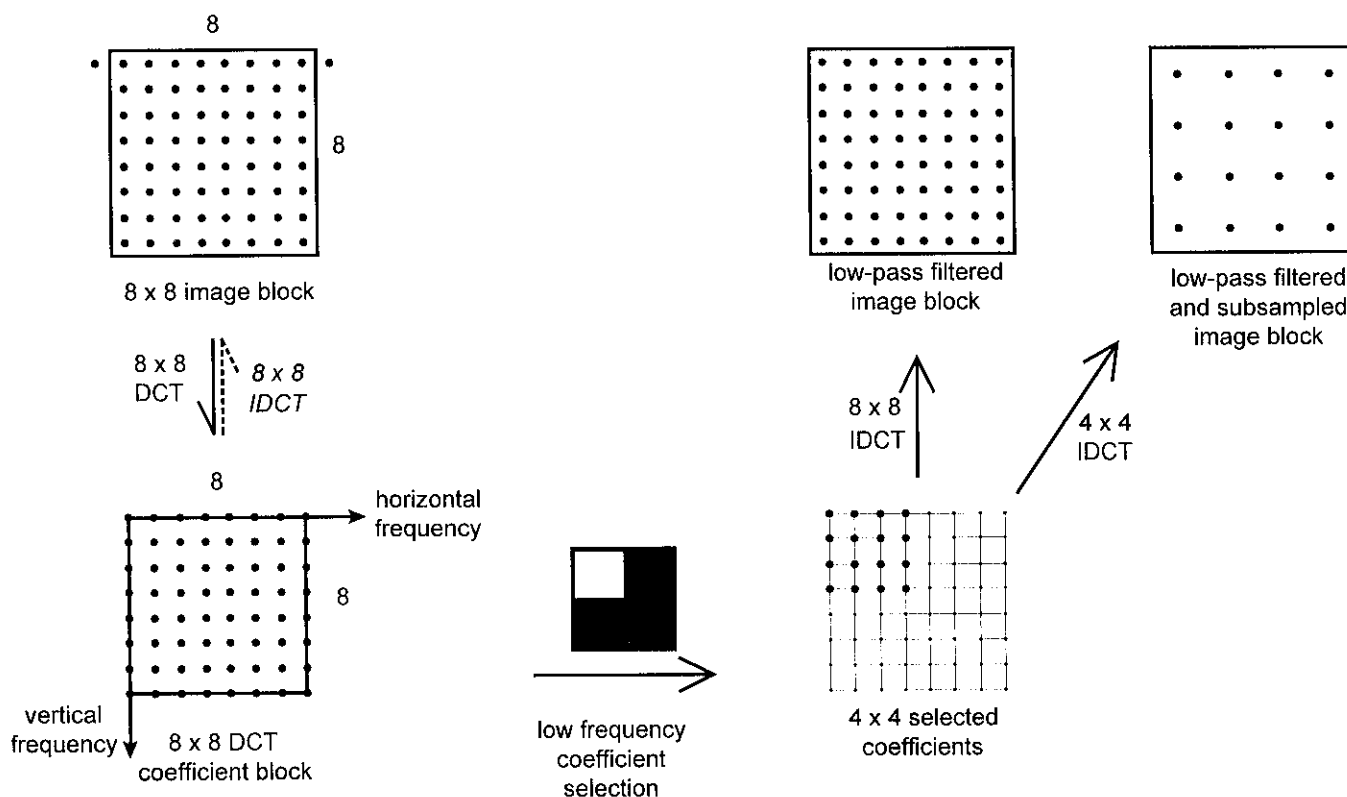 8
8
8 x 8 image block
8 x 8
DCT
8 x 8
IDCT
8
horizontal
frequency
8
vertical
frequency
8 x 8 DCT
coefficient block
low frequency
coefficient
selection
low-pass filtered
image block
low-pass filtered
and subsampled
image block
8 x 8
IDCT
4 x 4
IDCT
4 x 4 selected
coefficients